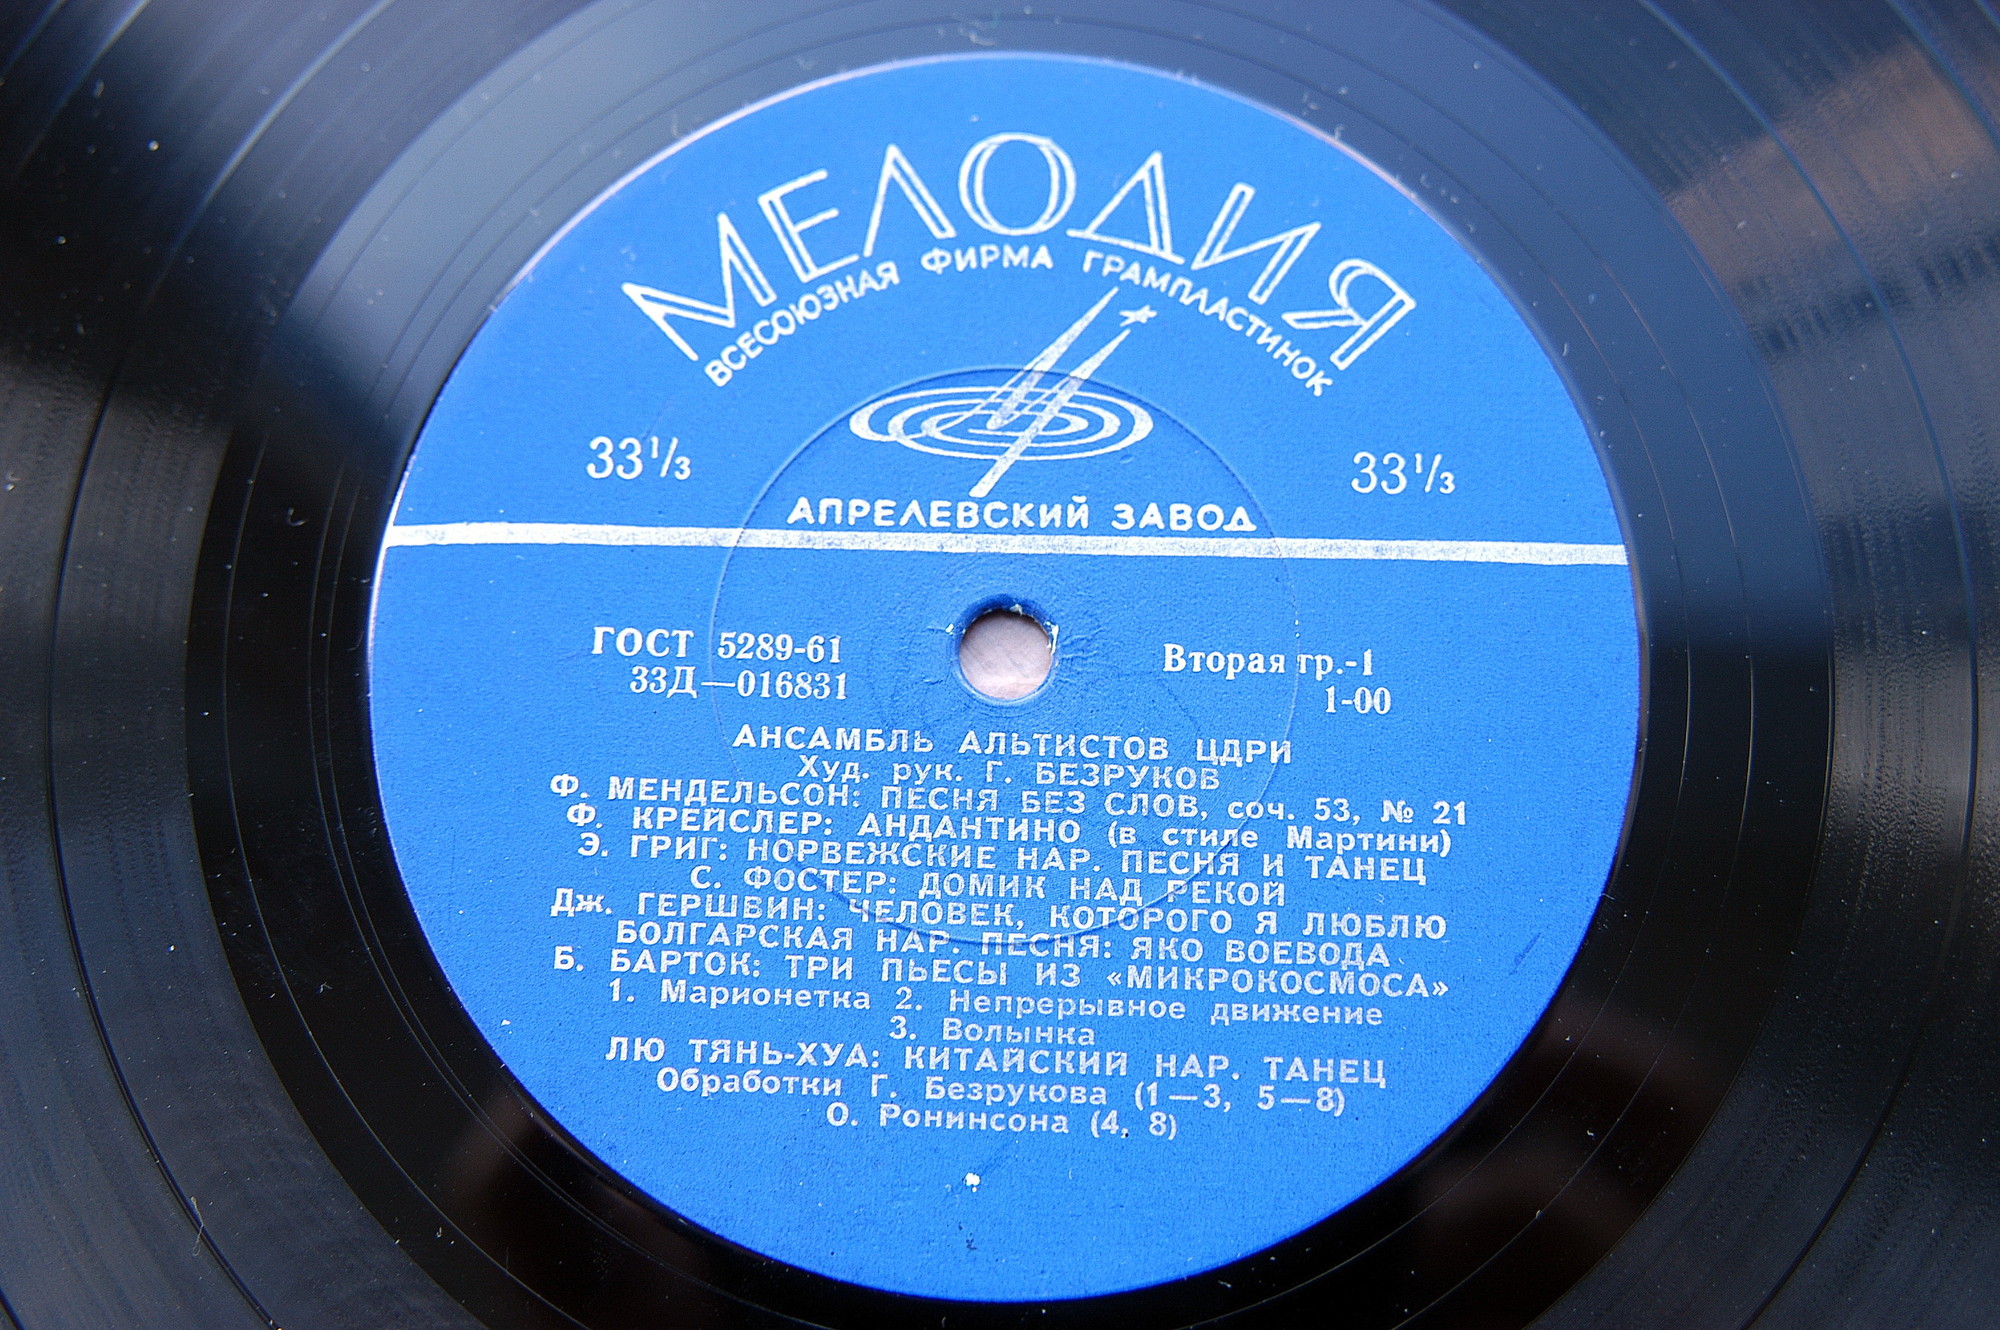 МЕЛОДИЯ
ВСЕСОЮЗНАЯ ФИРМА ГРАМПЛАСТИНОК
33⅓ 33⅓
АПРЕЛЕВСКИЙ ЗАВОД
ГОСТ 5289-61 Вторая гр.-1
33Д—016831 1-00
АНСАМБЛЬ АЛЬТИСТОВ ЦДРИ
Худ. рук. Г. БЕЗРУКОВ
Ф. МЕНДЕЛЬСОН: ПЕСНЯ БЕЗ СЛОВ, соч. 53, № 21
Ф. КРЕЙСЛЕР: АНДАНТИНО (в стиле Мартини)
Э. ГРИГ: НОРВЕЖСКИЕ НАР. ПЕСНЯ И ТАНЕЦ
С. ФОСТЕР: ДОМИК НАД РЕКОЙ
Дж. ГЕРШВИН: ЧЕЛОВЕК, КОТОРОГО Я ЛЮБЛЮ
БОЛГАРСКАЯ НАР. ПЕСНЯ: ЯКО ВОЕВОДА
Б. БАРТОК: ТРИ ПЬЕСЫ ИЗ «МИКРОКОСМОСА»
1. Марионетка 2. Непрерывное движение
3. Волынка
ЛЮ ТЯНЬ-ХУА: КИТАЙСКИЙ НАР. ТАНЕЦ
Обработки Г. Безрукова (1—3, 5—8)
О. Ронинсона (4, 8)